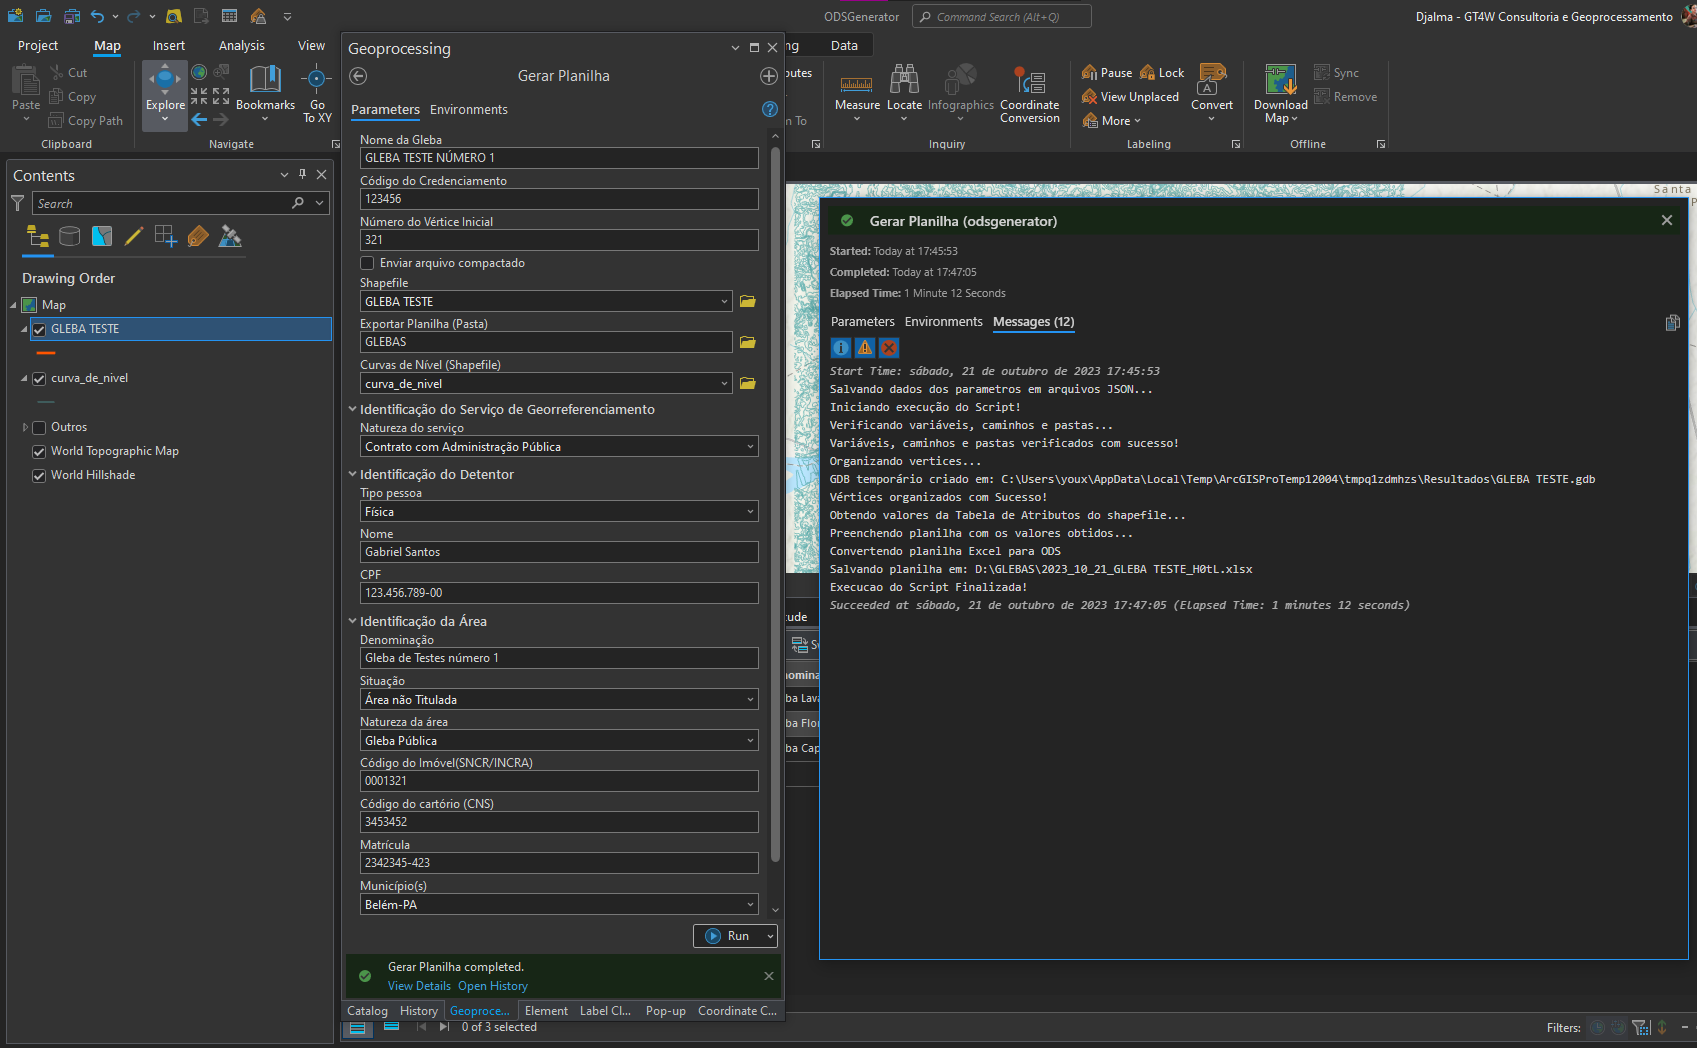 ODSGenerator
Command Search (Alt+Q)
Djalma - GT4W Consultoria e Geoprocessamento
Project
Map
Insert
Analysis
View
Data
Paste
Cut
Copy
Copy Path
Clipboard
Explore
Bookmarks
Go
To XY
Navigate
Measure
Locate
Infographics
Coordinate
Conversion
Inquiry
Pause
Lock
View Unplaced
More
Convert
Labeling
Download
Map
Sync
Remove
Offline
Contents
Search
Drawing Order
Map
GLEBA TESTE
curva_de_nivel
Outros
World Topographic Map
World Hillshade
Geoprocessing
Gerar Planilha
Parameters
Environments
Nome da Gleba
GLEBA TESTE NÚMERO 1
Código do Credenciamento
123456
Número do Vértice Inicial
321
Enviar arquivo compactado
Shapefile
GLEBA TESTE
Exportar Planilha (Pasta)
GLEBAS
Curvas de Nível (Shapefile)
curva_de_nivel
Identificação do Serviço de Georreferenciamento
Natureza do serviço
Contrato com Administração Pública
Identificação do Detentor
Tipo pessoa
Física
Nome
Gabriel Santos
CPF
123.456.789-00
Identificação da Área
Denominação
Gleba de Testes número 1
Situação
Área não Titulada
Natureza da área
Gleba Pública
Código do Imóvel(SNCR/INCRA)
0001321
Código do cartório (CNS)
3453452
Matrícula
2342345-423
Município(s)
Belém-PA
Run
Gerar Planilha completed.
View Details
Open History
Catalog
History
Geoproce...
Element
Label Cl...
Pop-up
Coordinate C...
0 of 3 selected
Filters:
Santa
Gerar Planilha (odsgenerator)
Started: Today at 17:45:53
Completed: Today at 17:47:05
Elapsed Time: 1 Minute 12 Seconds
Parameters
Environments
Messages (12)
Start Time: sábado, 21 de outubro de 2023 17:45:53
Salvando dados dos parametros em arquivos JSON...
Iniciando execução do Script!
Verificando variáveis, caminhos e pastas...
Variáveis, caminhos e pastas verificados com sucesso!
Organizando vertices...
GDB temporário criado em: C:\Users\youx\AppData\Local\Temp\ArcGISProTemp12004\tmpq1zdmhzs\Resultados\GLEBA TESTE.gdb
Vértices organizados com Sucesso!
Obtendo valores da Tabela de Atributos do shapefile...
Preenchendo planilha com os valores obtidos...
Convertendo planilha Excel para ODS
Salvando planilha em: D:\GLEBAS\2023_10_21_GLEBA TESTE_H0tL.xlsx
Execucao do Script Finalizada!
Succeeded at sábado, 21 de outubro de 2023 17:47:05 (Elapsed Time: 1 minutes 12 seconds)